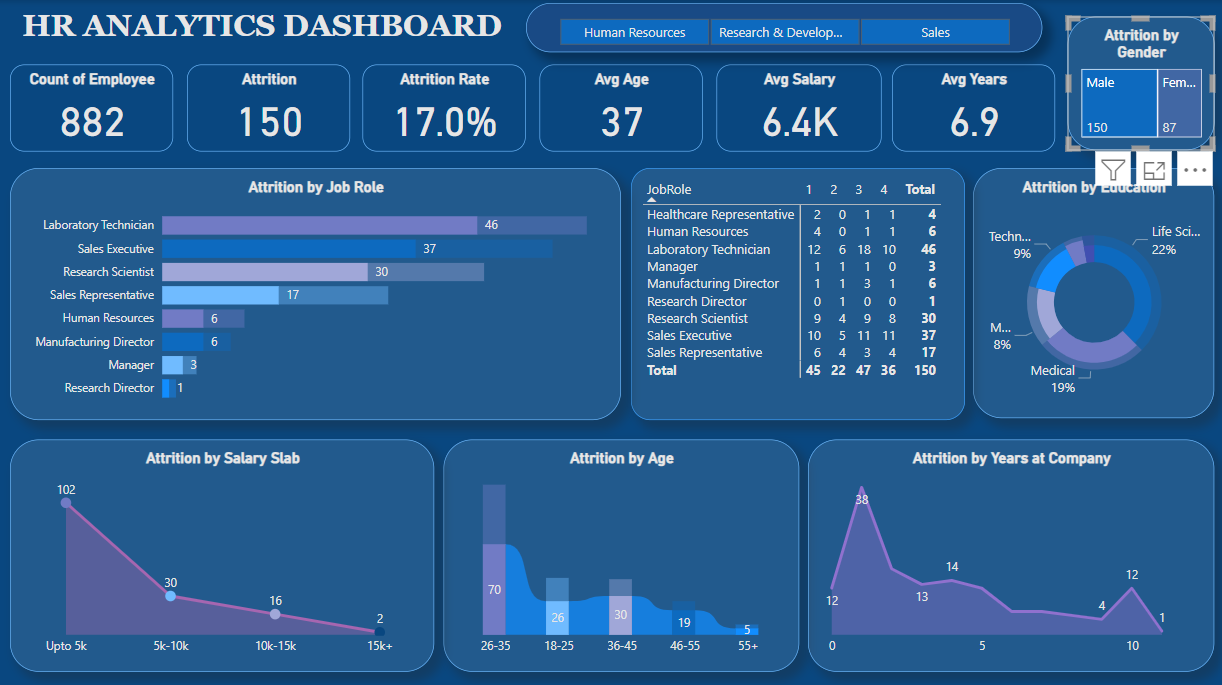 HR ANALYTICS DASHBOARD
Human Resources
Research & Develop...
Sales
Attrition by
Gender
Male
Fem...
150
87
Count of Employee
882
Attrition
150
Attrition Rate
17.0%
Avg Age
37
Avg Salary
6.4K
Avg Years
6.9
Attrition by Job Role
Laboratory Technician 46
Sales Executive 37
Research Scientist 30
Sales Representative 17
Human Resources 6
Manufacturing Director 6
Manager 3
Research Director 1
JobRole 1 2 3 4 Total
Healthcare Representative 2 0 1 1 4
Human Resources 4 0 1 1 6
Laboratory Technician 12 6 18 10 46
Manager 1 1 1 0 3
Manufacturing Director 1 1 3 1 6
Research Director 0 1 0 0 1
Research Scientist 9 4 9 8 30
Sales Executive 10 5 11 11 37
Sales Representative 6 4 3 4 17
Total 45 22 47 36 150
Attrition by Education
Techn...
9%
Life Sci...
22%
M...
8%
Medical
19%
Attrition by Salary Slab
102
30
16
2
Upto 5k 5k-10k 10k-15k 15k+
Attrition by Age
70
26
30
19
5
26-35 18-25 36-45 46-55 55+
Attrition by Years at Company
38
12
13
14
4
12
1
0 5 10